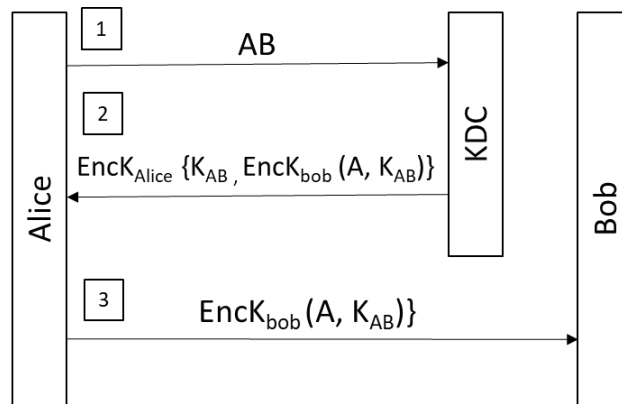 1
AB
2
EncK_Alice {K_AB , EncK_bob (A, K_AB)}
3
EncK_bob (A, K_AB)}
Alice
KDC
Bob